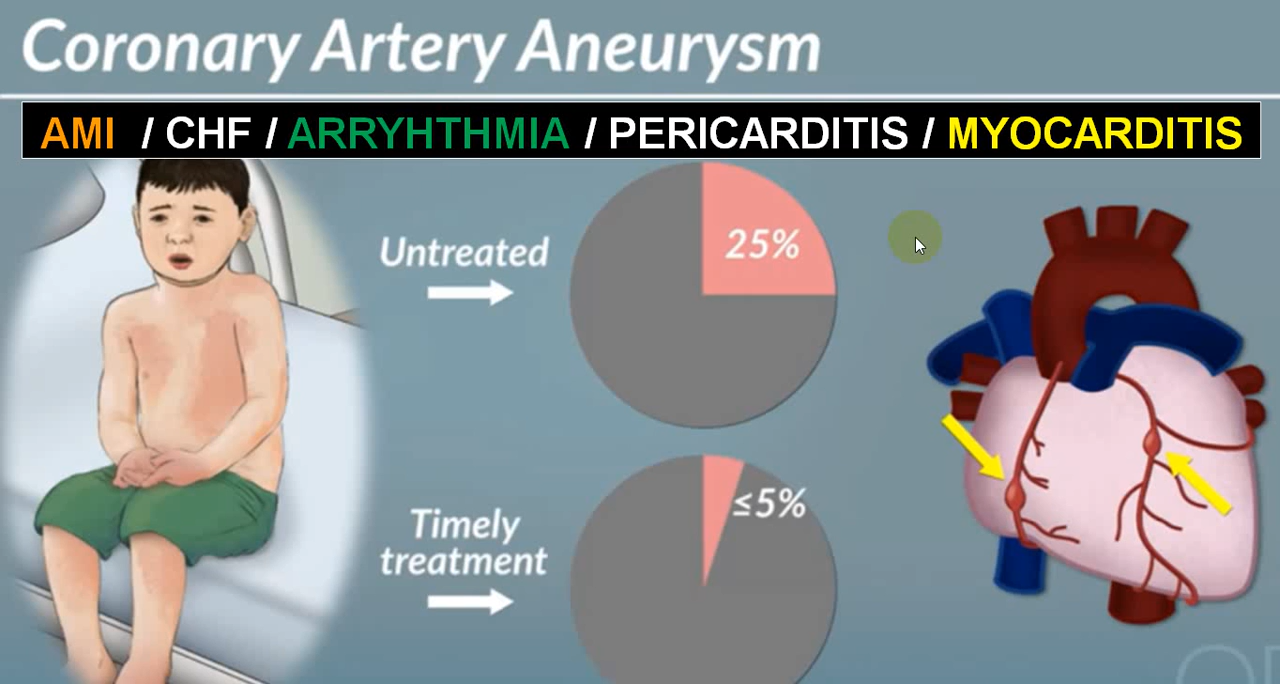 Coronary Artery Aneurysm
AMI / CHF / ARRYHTHMIA / PERICARDITIS / MYOCARDITIS
Untreated
25%
Timely
treatment
≤5%